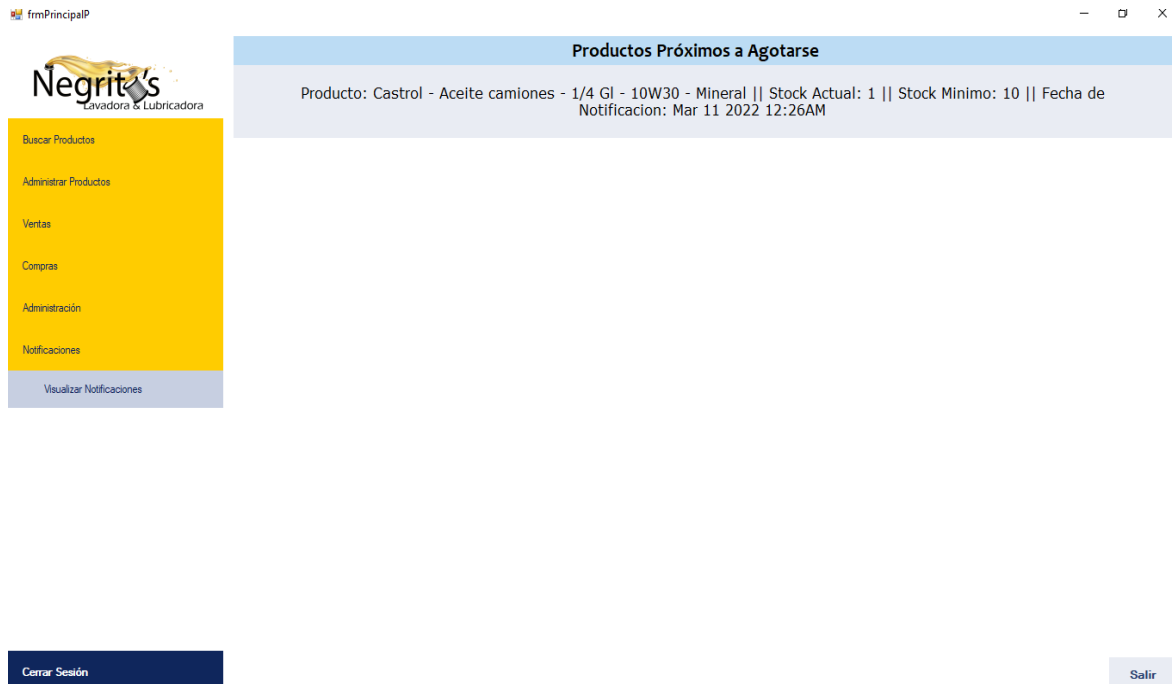 frmPrincipalP
Negrito's
Lavadora & Lubricadora
Buscar Productos
Administrar Productos
Ventas
Compras
Administración
Notificaciones
Visualizar Notificaciones
Cerrar Sesión
Productos Próximos a Agotarse
Producto: Castrol - Aceite camiones - 1/4 Gl - 10W30 - Mineral || Stock Actual: 1 || Stock Minimo: 10 || Fecha de
Notificacion: Mar 11 2022 12:26AM
Salir